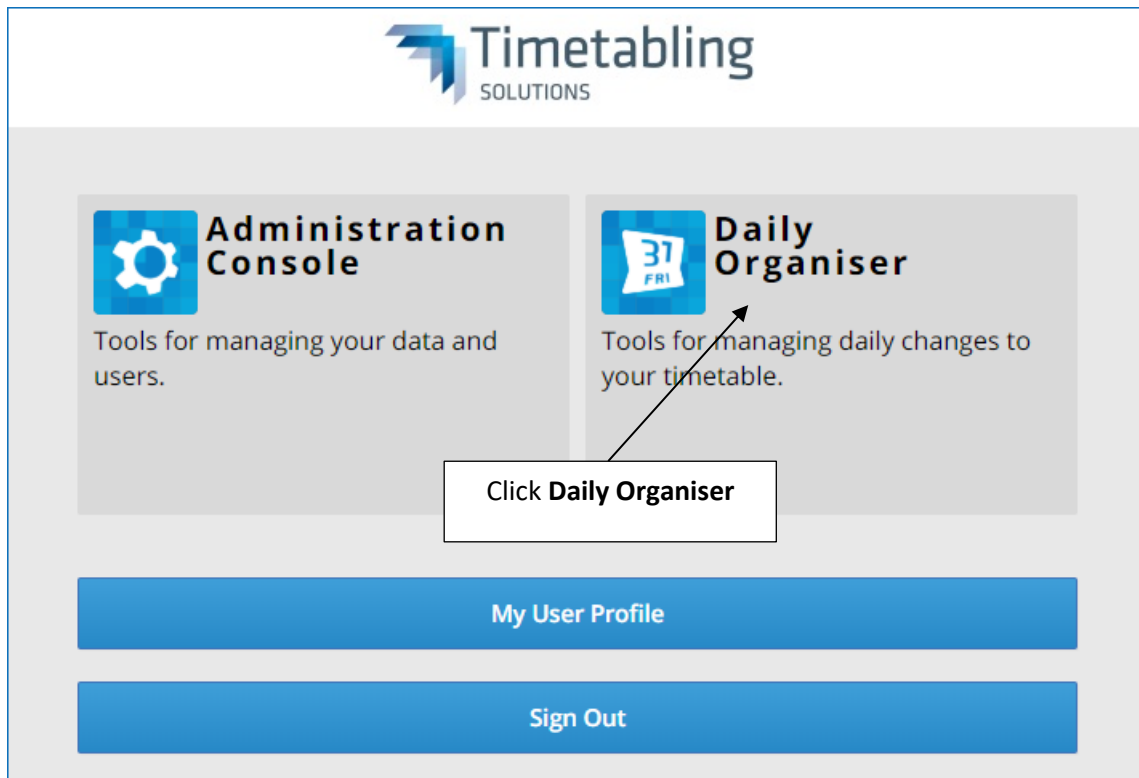 Timetabling
SOLUTIONS
Administration
Console
Tools for managing your data and
users.
Daily
Organiser
31
FRI
Tools for managing daily changes to
your timetable.
Click Daily Organiser
My User Profile
Sign Out